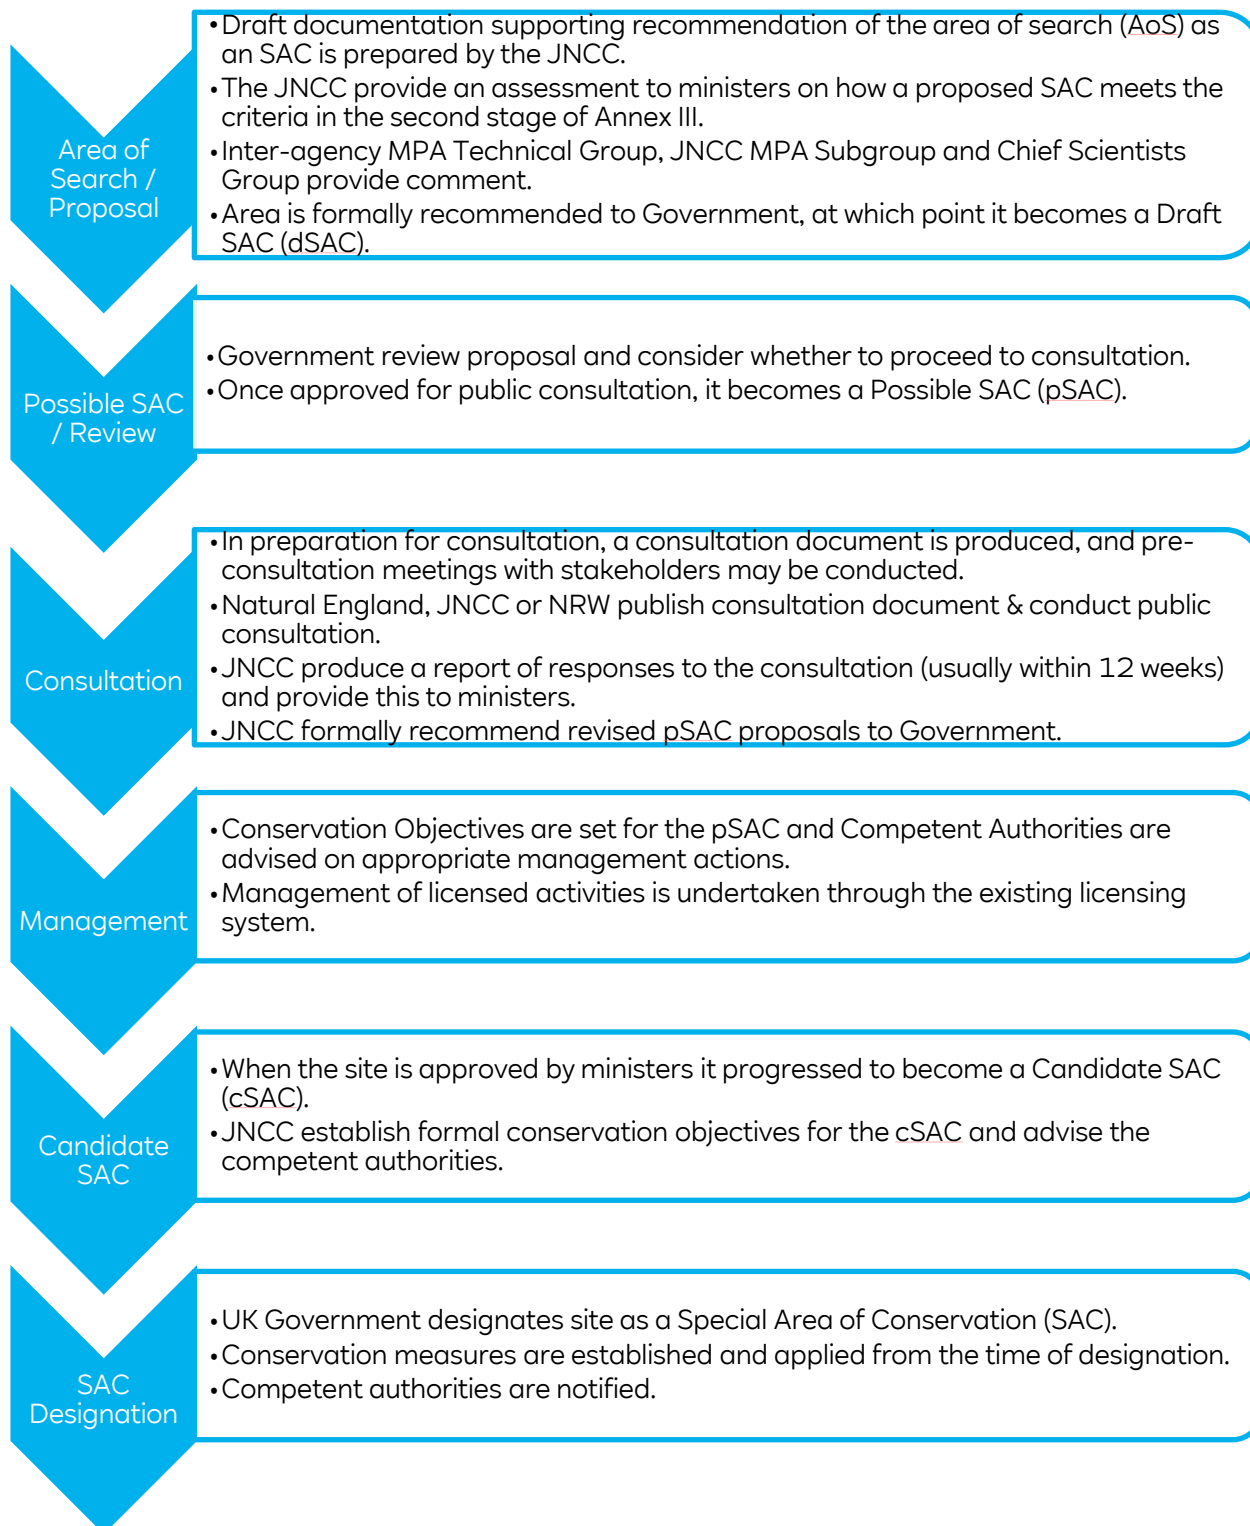 Area of
Search /
Proposal
•Draft documentation supporting recommendation of the area of search (AoS) as
an SAC is prepared by the JNCC.
•The JNCC provide an assessment to ministers on how a proposed SAC meets the
criteria in the second stage of Annex III.
•Inter-agency MPA Technical Group, JNCC MPA Subgroup and Chief Scientists
Group provide comment.
•Area is formally recommended to Government, at which point it becomes a Draft
SAC (dSAC).
Possible SAC
/ Review
•Government review proposal and consider whether to proceed to consultation.
•Once approved for public consultation, it becomes a Possible SAC (pSAC).
Consultation
•In preparation for consultation, a consultation document is produced, and pre-
consultation meetings with stakeholders may be conducted.
•Natural England, JNCC or NRW publish consultation document & conduct public
consultation.
•JNCC produce a report of responses to the consultation (usually within 12 weeks)
and provide this to ministers.
•JNCC formally recommend revised pSAC proposals to Government.
Management
•Conservation Objectives are set for the pSAC and Competent Authorities are
advised on appropriate management actions.
•Management of licensed activities is undertaken through the existing licensing
system.
Candidate
SAC
•When the site is approved by ministers it progressed to become a Candidate SAC
(cSAC).
•JNCC establish formal conservation objectives for the cSAC and advise the
competent authorities.
SAC
Designation
•UK Government designates site as a Special Area of Conservation (SAC).
•Conservation measures are established and applied from the time of designation.
•Competent authorities are notified.